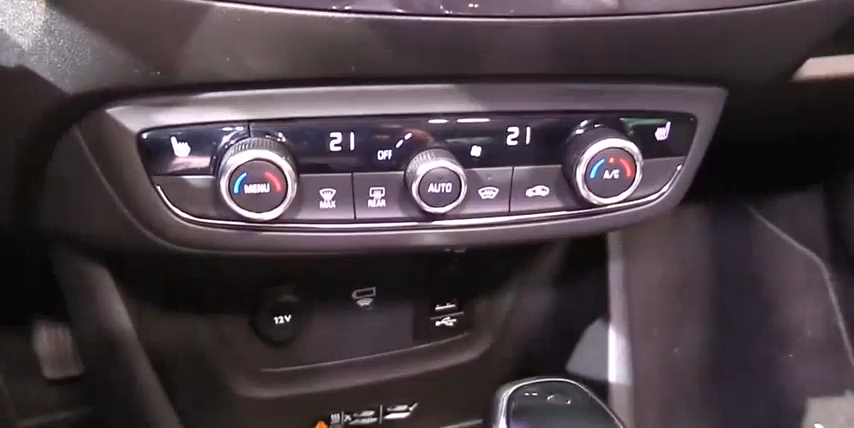 21 21
OFF
MENU AUTO A/C
MAX REAR
12V